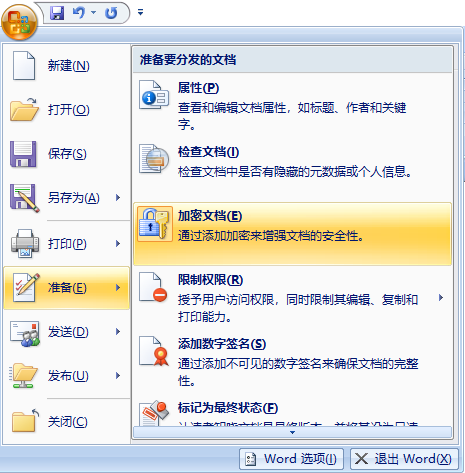 准备要分发的文档
新建(N)
打开(O)
保存(S)
另存为(A)
打印(P)
准备(E)
发送(D)
发布(U)
关闭(C)
属性(P)
查看和编辑文档属性，如标题、作者和关键
字。
检查文档(I)
检查文档中是否有隐藏的元数据或个人信息。
加密文档(E)
通过添加加密来增强文档的安全性。
限制权限(R)
授予用户访问权限，同时限制其编辑、复制和
打印能力。
添加数字签名(S)
通过添加不可见的数字签名来确保文档的完整
性。
标记为最终状态(F)
Word 选项(I)
退出 Word(X)